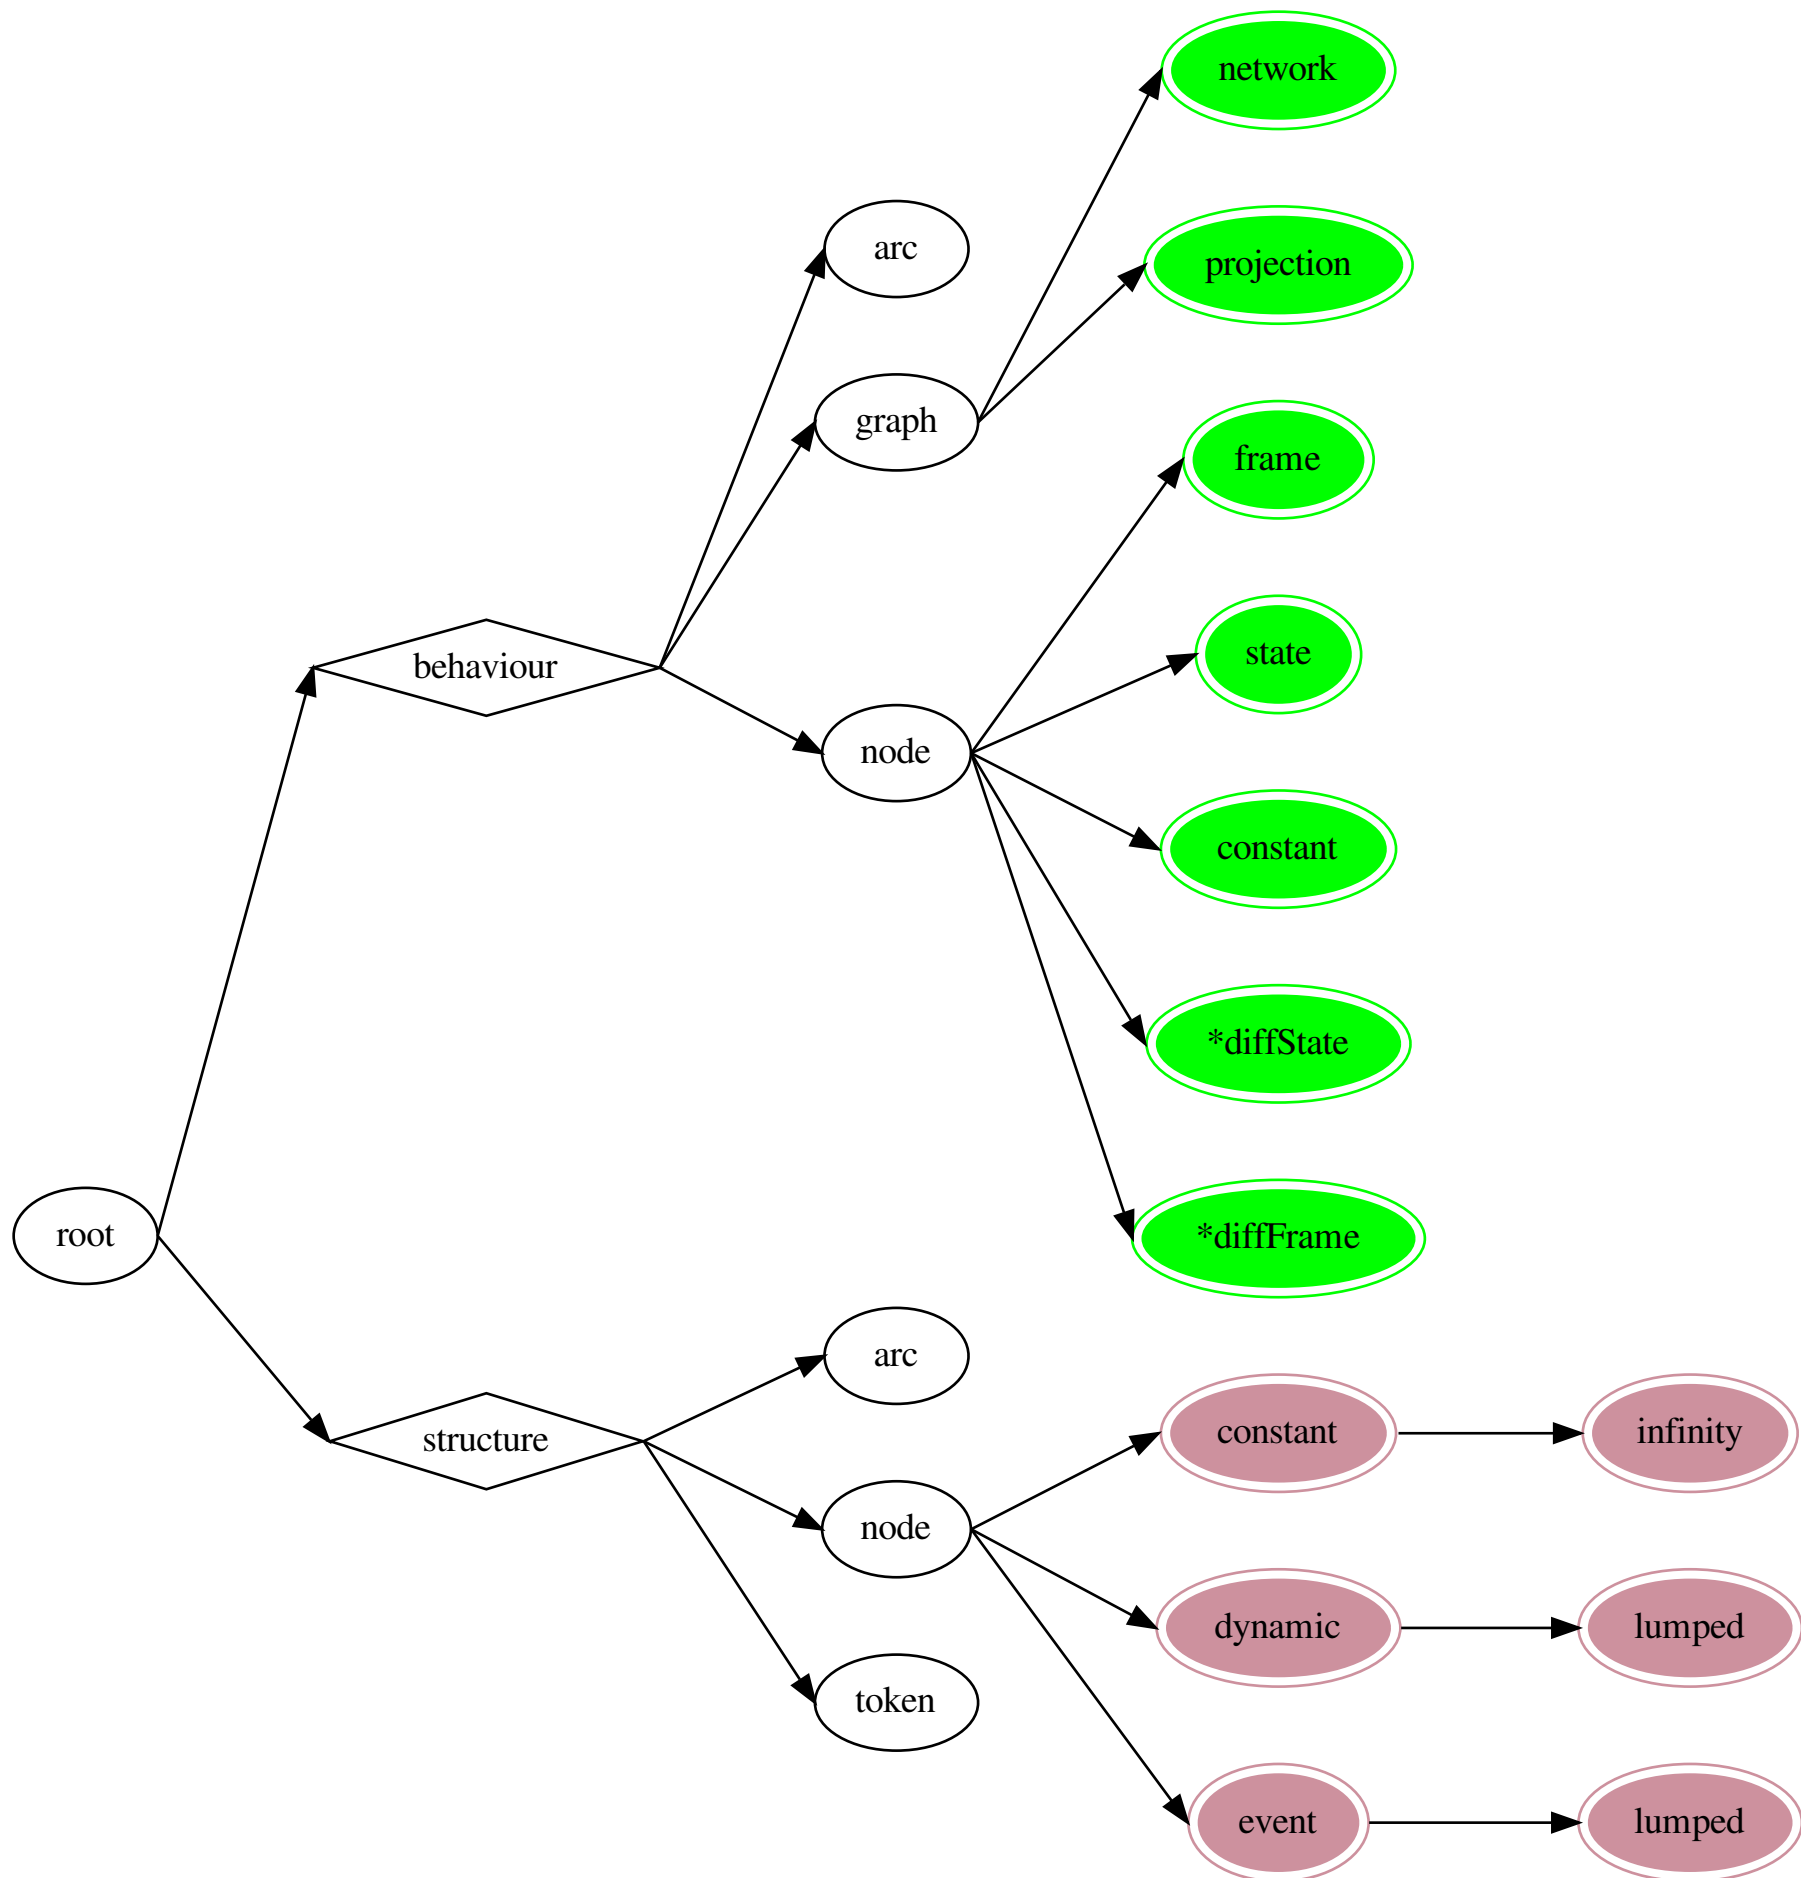 network
arc
projection
graph
frame
state
behaviour
node
constant
*diffState
root
*diffFrame
arc
constant
infinity
structure
node
dynamic
lumped
token
event
lumped